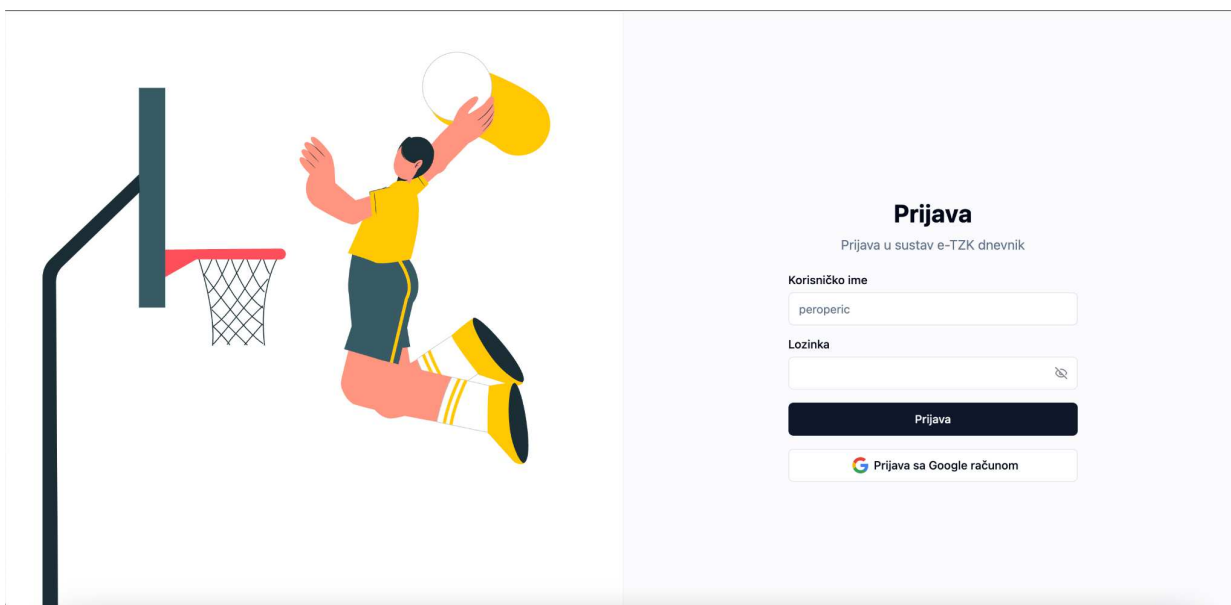 Prijava
Prijava u sustav e-TZK dnevnik
Korisničko ime
peroperic
Lozinka
Prijava
Prijava sa Google računom